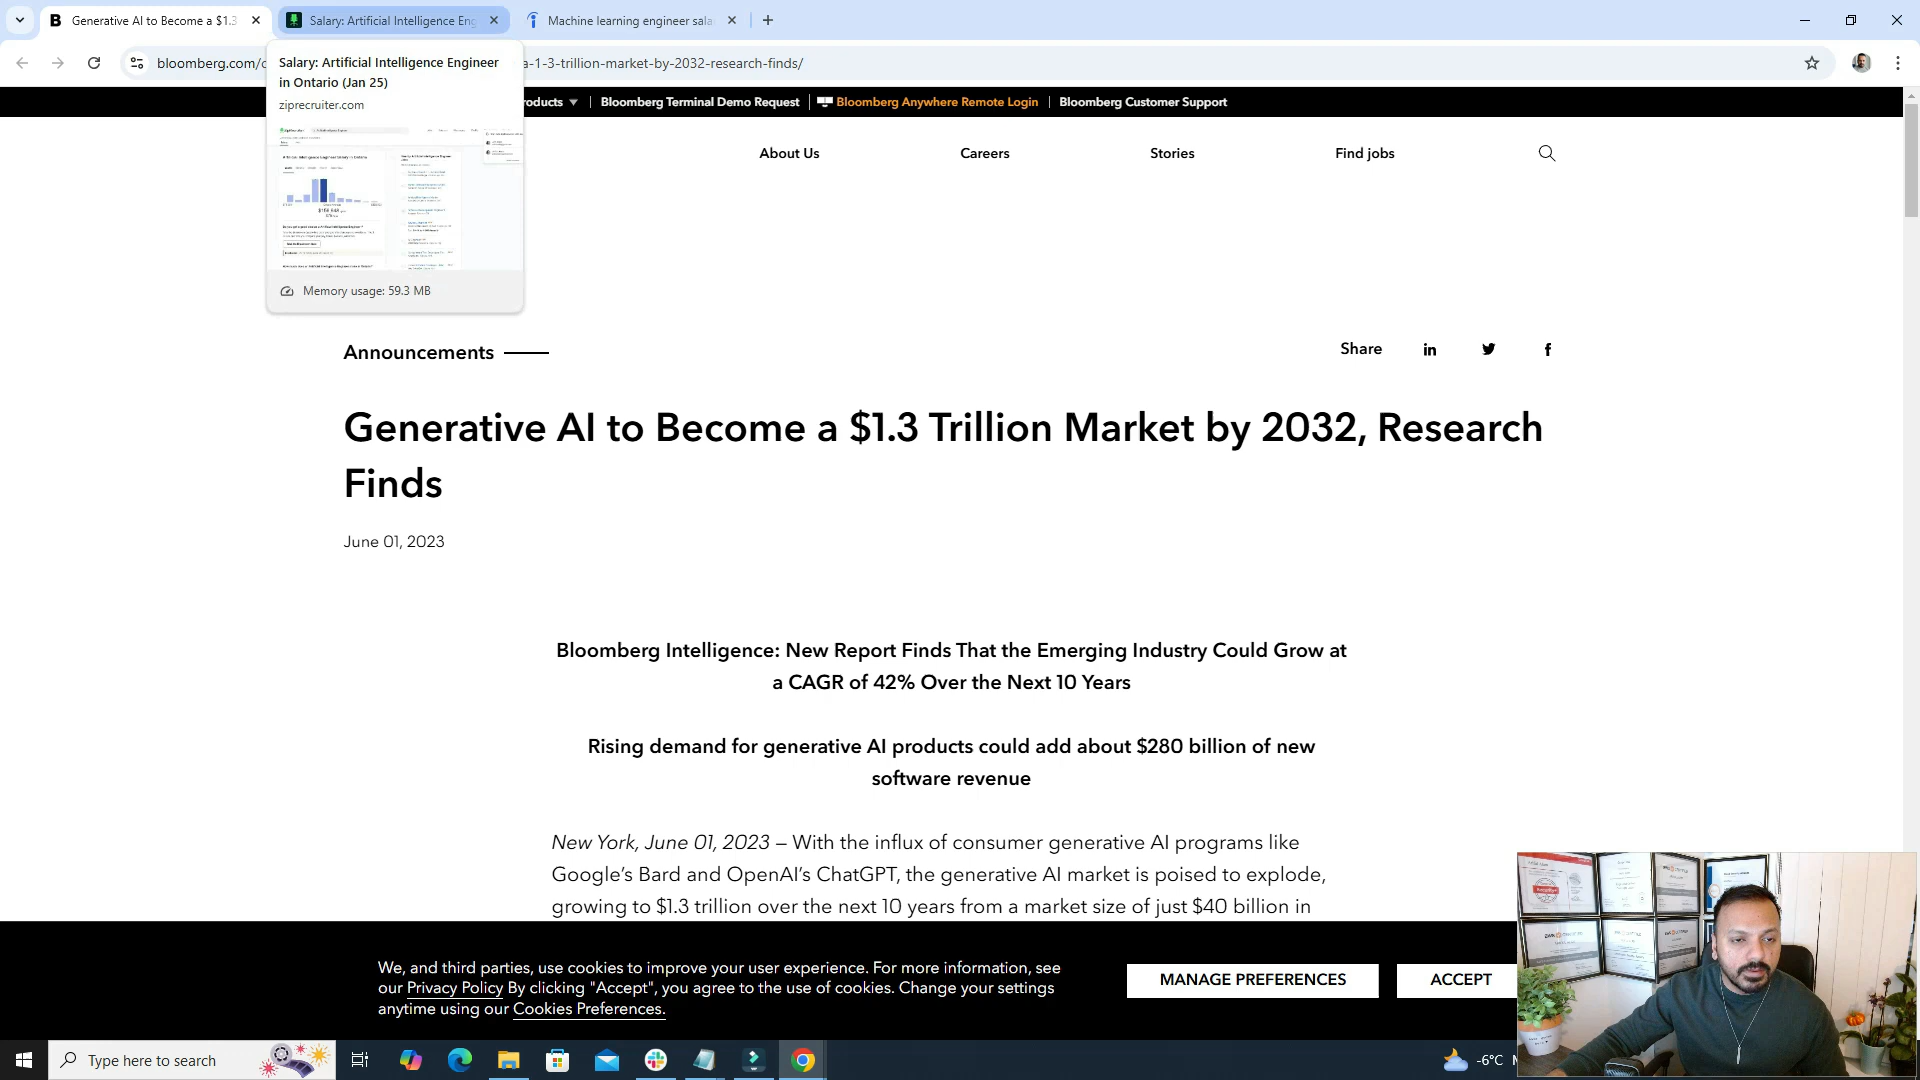 Generative AI to Become a $1.3
Salary: Artificial Intelligence Eng
Machine learning engineer sala
bloomberg.com/c
a-1-3-trillion-market-by-2032-research-finds/
Salary: Artificial Intelligence Engineer
in Ontario (Jan 25)
ziprecruiter.com
Memory usage: 59.3 MB
roducts
Bloomberg Terminal Demo Request
Bloomberg Anywhere Remote Login
Bloomberg Customer Support
About Us
Careers
Stories
Find jobs
Announcements
Share
Generative AI to Become a $1.3 Trillion Market by 2032, Research
Finds
June 01, 2023
Bloomberg Intelligence: New Report Finds That the Emerging Industry Could Grow at
a CAGR of 42% Over the Next 10 Years
Rising demand for generative AI products could add about $280 billion of new
software revenue
New York, June 01, 2023 – With the influx of consumer generative AI programs like
Google’s Bard and OpenAI’s ChatGPT, the generative AI market is poised to explode,
growing to $1.3 trillion over the next 10 years from a market size of just $40 billion in
We, and third parties, use cookies to improve your user experience. For more information, see
our Privacy Policy By clicking "Accept", you agree to the use of cookies. Change your settings
anytime using our Cookies Preferences.
MANAGE PREFERENCES
ACCEPT
Type here to search
-6°C